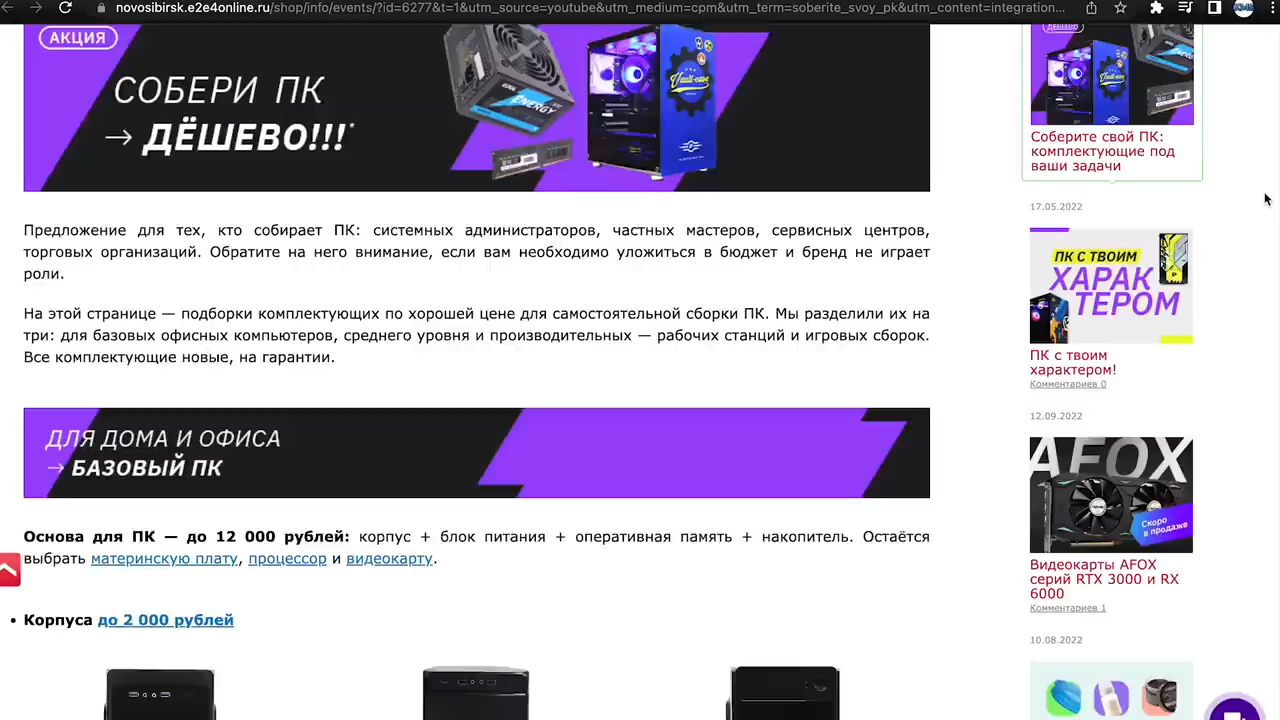 novosibirsk.e2e4online.ru/shop/info/events/?id=6277&t=1&utm_source=youtube&utm_medium=cpm&utm_term=soberite_svoy_pk&utm_content=integration...
АКЦИЯ
СОБЕРИ ПК
→ ДЁШЕВО!!!
ENERGY
Vault-case
Предложение для тех, кто собирает ПК: системных администраторов, частных мастеров, сервисных центров,
торговых организаций. Обратите на него внимание, если вам необходимо уложиться в бюджет и бренд не играет
роли.
На этой странице — подборки комплектующих по хорошей цене для самостоятельной сборки ПК. Мы разделили их на
три: для базовых офисных компьютеров, среднего уровня и производительных — рабочих станций и игровых сборок.
Все комплектующие новые, на гарантии.
ДЛЯ ДОМА И ОФИСА
→ БАЗОВЫЙ ПК
Основа для ПК — до 12 000 рублей: корпус + блок питания + оперативная память + накопитель. Остаётся
выбрать материнскую плату, процессор и видеокарту.
• Корпуса до 2 000 рублей
Соберите свой ПК:
комплектующие под
ваши задачи
17.05.2022
ПК С ТВОИМ
ХАРАК
ТЕРОМ
ПК с твоим
характером!
Комментариев 0
12.09.2022
AFOX
Скоро
в продаже
Видеокарты AFOX
серий RTX 3000 и RX
6000
Комментариев 1
10.08.2022